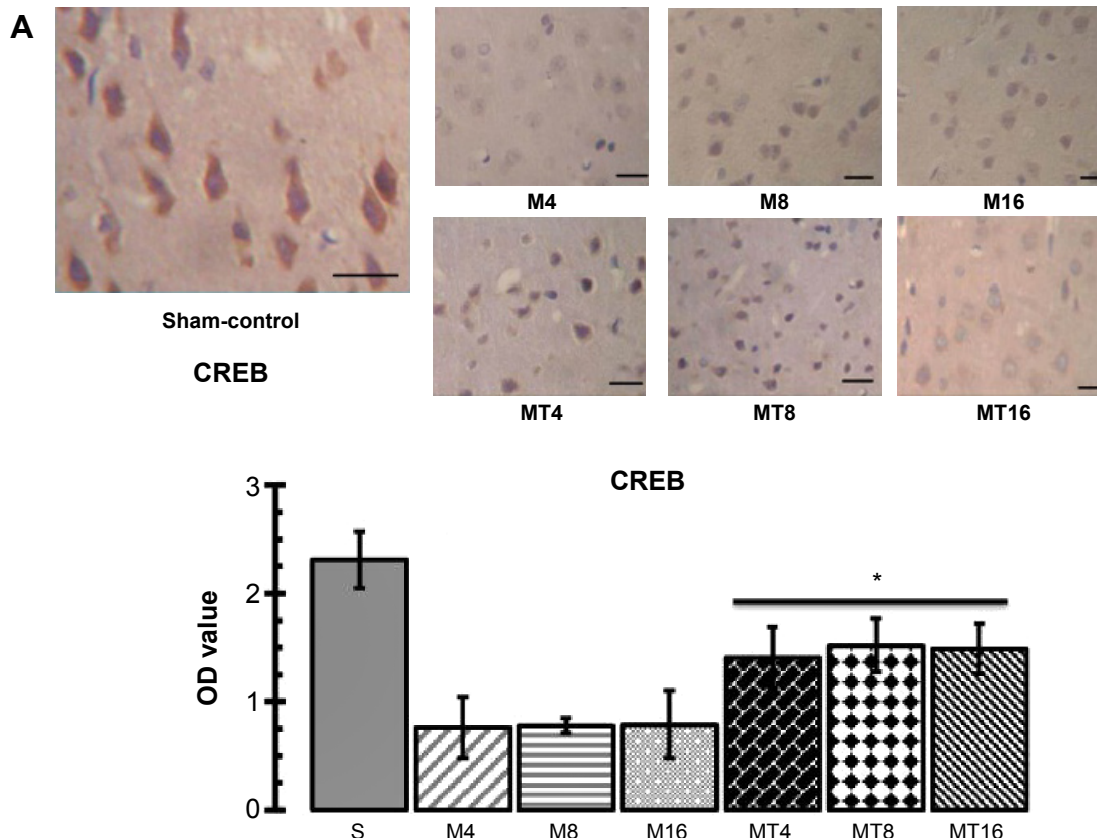 A
Sham-control
CREB
M4
M8
M16
MT4
MT8
MT16
CREB
OD value
3
2
1
0
*
S
M4
M8
M16
MT4
MT8
MT16